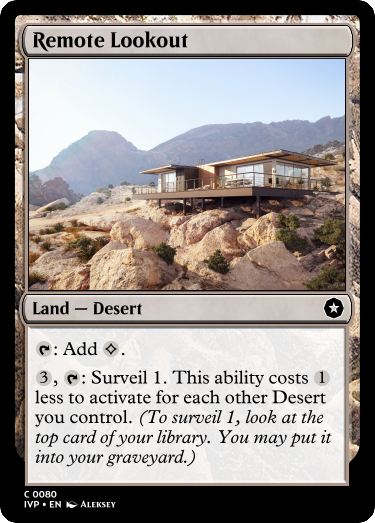 Remote Lookout
Land — Desert
{T}: Add {C}.
{3}, {T}: Surveil 1. This ability costs {1}
less to activate for each other Desert
you control. (To surveil 1, look at the
top card of your library. You may put it
into your graveyard.)
C 0080
IVP • EN Aleksey